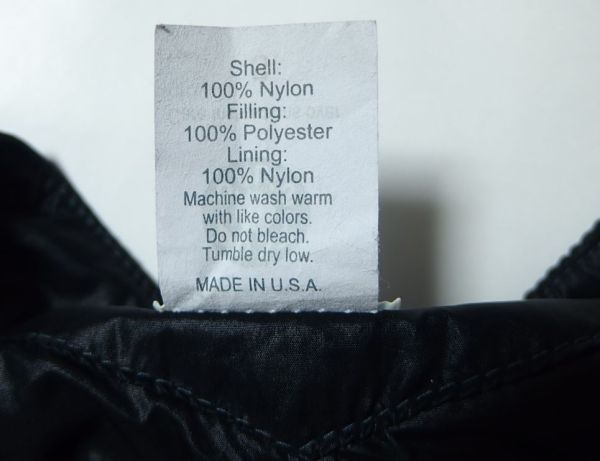 Shell:
100% Nylon
Filling:
100% Polyester
Lining:
100% Nylon
Machine wash warm
with like colors.
Do not bleach.
Tumble dry low.
MADE IN U.S.A.